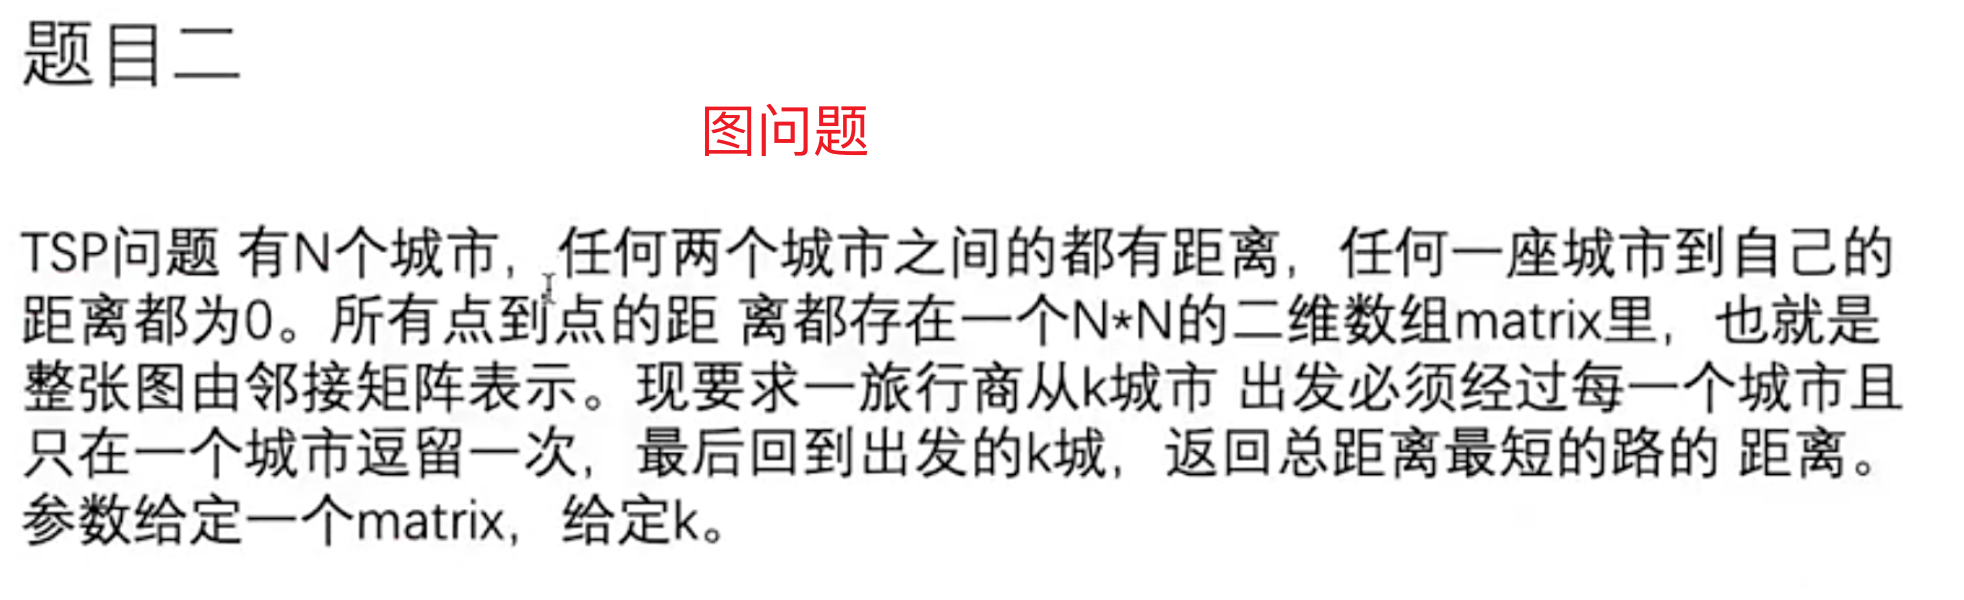 题目二
图问题
TSP问题 有N个城市，任何两个城市之间的都有距离，任何一座城市到自己的
距离都为0。所有点到点的距 离都存在一个N*N的二维数组matrix里，也就是
整张图由邻接矩阵表示。现要求一旅行商从k城市 出发必须经过每一个城市且
只在一个城市逗留一次，最后回到出发的k城，返回总距离最短的路的 距离。
参数给定一个matrix，给定k。